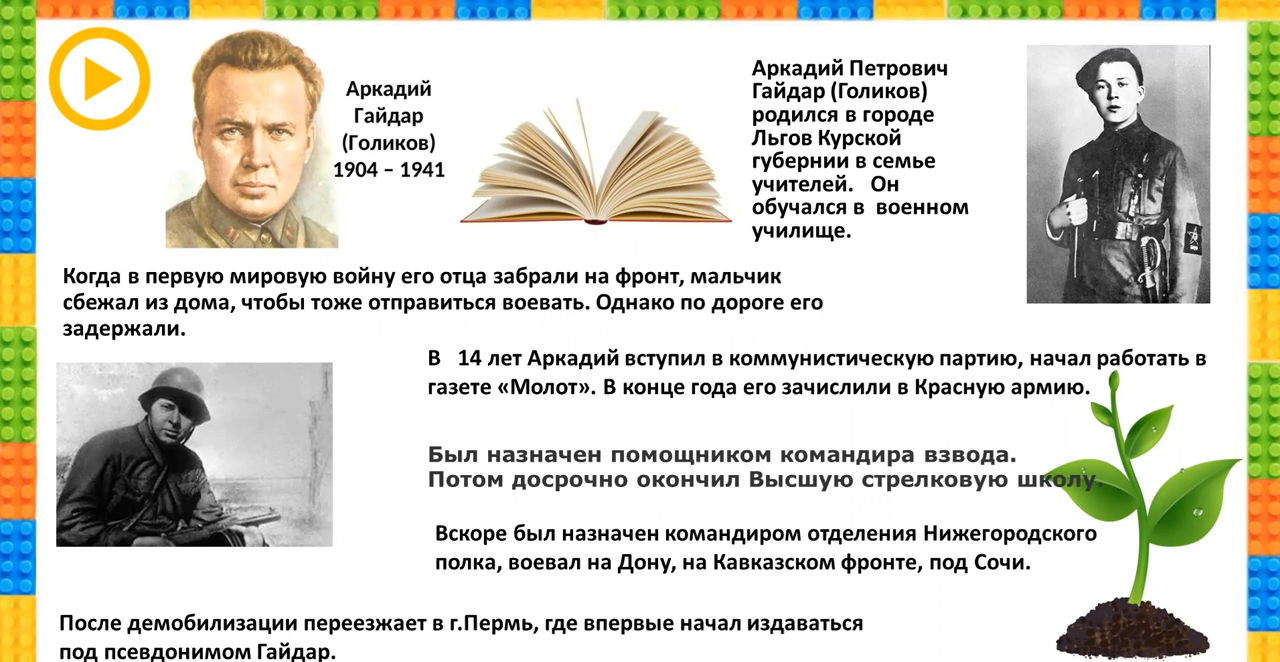 Аркадий
Гайдар
(Голиков)
1904 – 1941
Аркадий Петрович
Гайдар (Голиков)
родился в городе
Льгов Курской
губернии в семье
учителей. Он
обучался в военном
училище.
Когда в первую мировую войну его отца забрали на фронт, мальчик
сбежал из дома, чтобы тоже отправиться воевать. Однако по дороге его
задержали.
В 14 лет Аркадий вступил в коммунистическую партию, начал работать в
газете «Молот». В конце года его зачислили в Красную армию.
Был назначен помощником командира взвода.
Потом досрочно окончил Высшую стрелковую школу.
Вскоре был назначен командиром отделения Нижегородского
полка, воевал на Дону, на Кавказском фронте, под Сочи.
После демобилизации переезжает в г.Пермь, где впервые начал издаваться
под псевдонимом Гайдар.